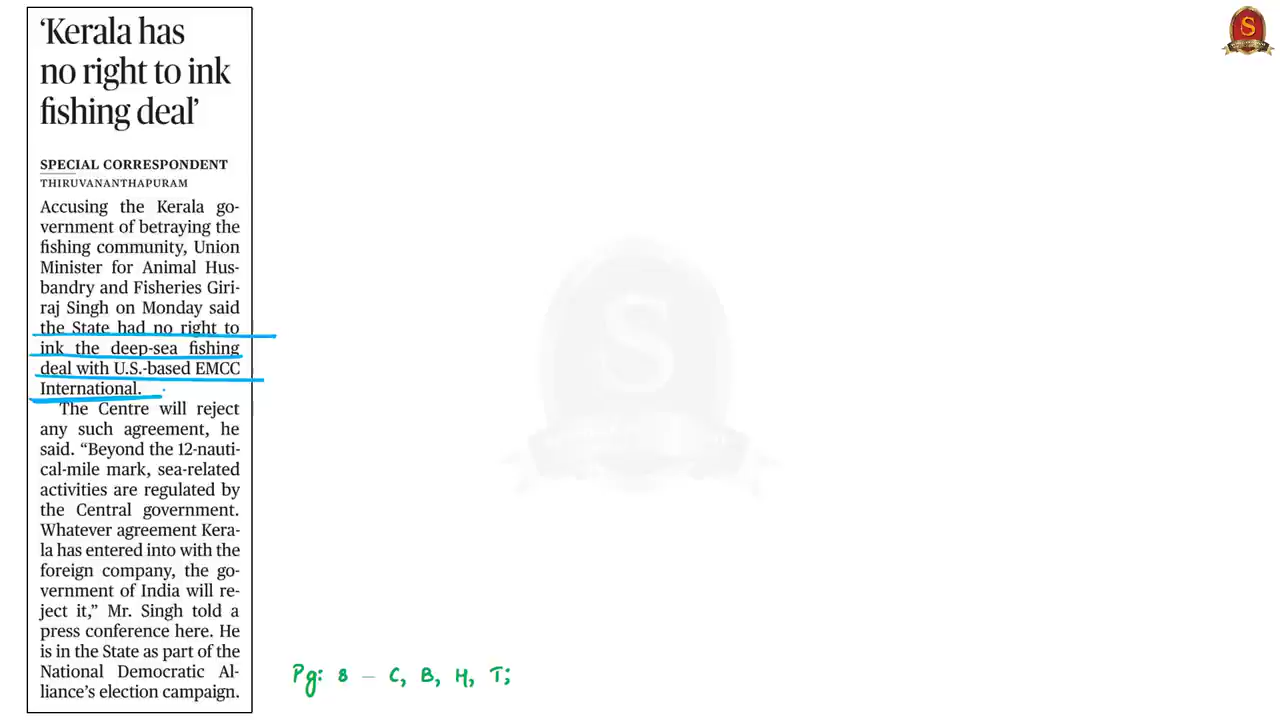 ‘Kerala has
no right to ink
fishing deal’
SPECIAL CORRESPONDENT
THIRUVANANTHAPURAM
Accusing the Kerala go-
vernment of betraying the
fishing community, Union
Minister for Animal Hus-
bandry and Fisheries Giri-
raj Singh on Monday said
the State had no right to
ink the deep-sea fishing
deal with U.S.-based EMCC
International.
The Centre will reject
any such agreement, he
said. “Beyond the 12-nauti-
cal-mile mark, sea-related
activities are regulated by
the Central government.
Whatever agreement Kera-
la has entered into with the
foreign company, the go-
vernment of India will re-
ject it,” Mr. Singh told a
press conference here. He
is in the State as part of the
National Democratic Al-
liance’s election campaign.
Pg: 8 – C, B, H, T;
S
S